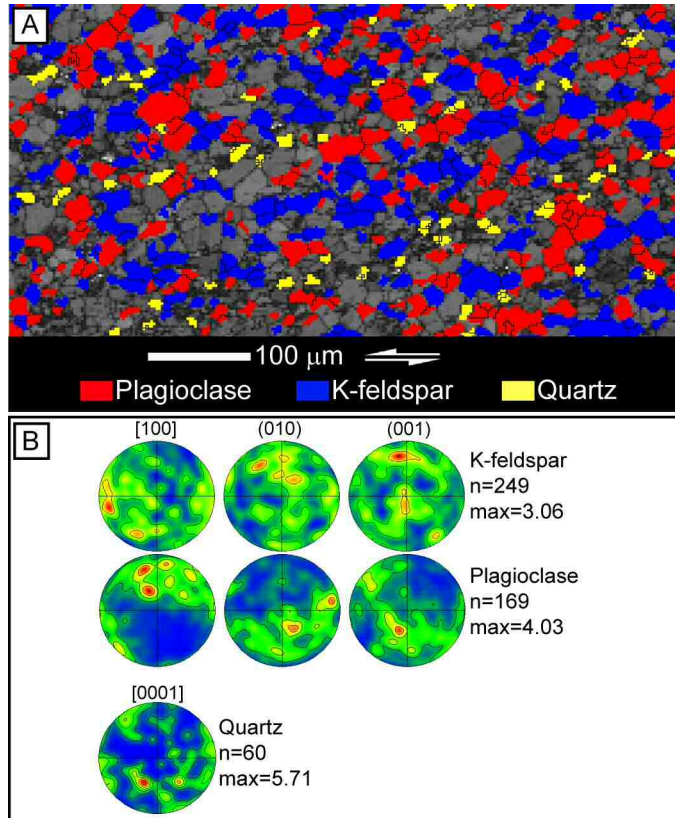 A
100 μm
Plagioclase K-feldspar Quartz
B
[100] (010) (001)
K-feldspar
n=249
max=3.06
Plagioclase
n=169
max=4.03
[0001]
Quartz
n=60
max=5.71